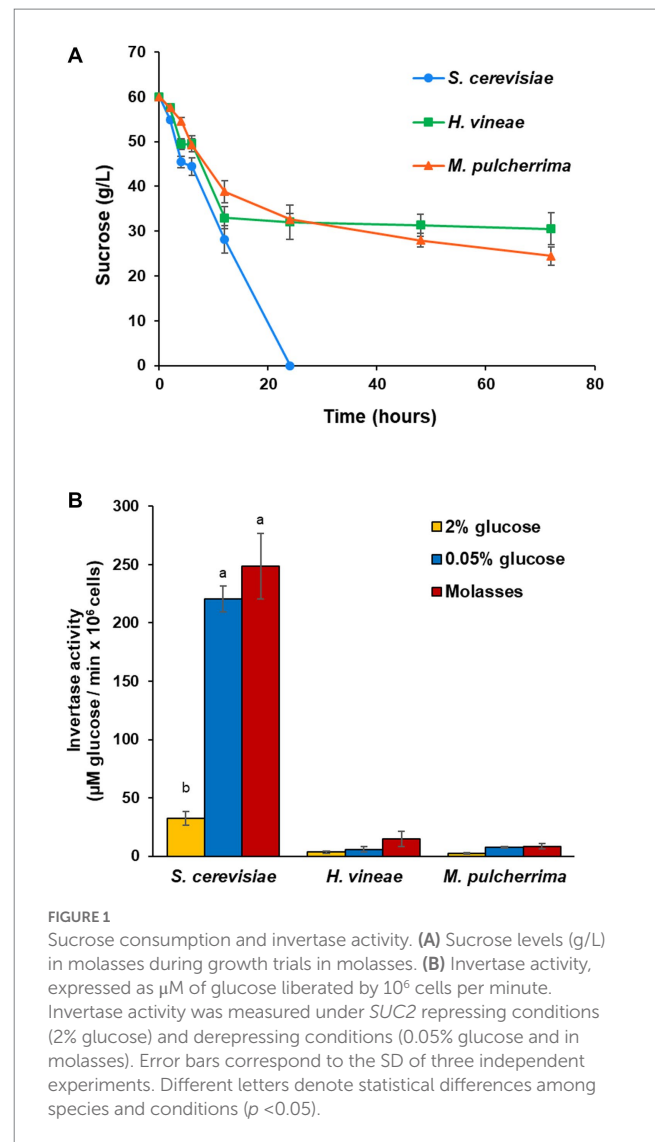 A
70
60
50
40
30
20
10
0
Sucrose (g/L)
0 20 40 60 80
Time (hours)
S. cerevisiae
H. vineae
M. pulcherrima
B
300
250
200
150
100
50
0
Invertase activity
(µM glucose / min x 10⁶ cells)
b
a
a
2% glucose
0.05% glucose
Molasses
S. cerevisiae H. vineae M. pulcherrima
FIGURE 1
Sucrose consumption and invertase activity. (A) Sucrose levels (g/L)
in molasses during growth trials in molasses. (B) Invertase activity,
expressed as μM of glucose liberated by 10⁶ cells per minute.
Invertase activity was measured under SUC2 repressing conditions
(2% glucose) and derepressing conditions (0.05% glucose and in
molasses). Error bars correspond to the SD of three independent
experiments. Different letters denote statistical differences among
species and conditions (p <0.05).